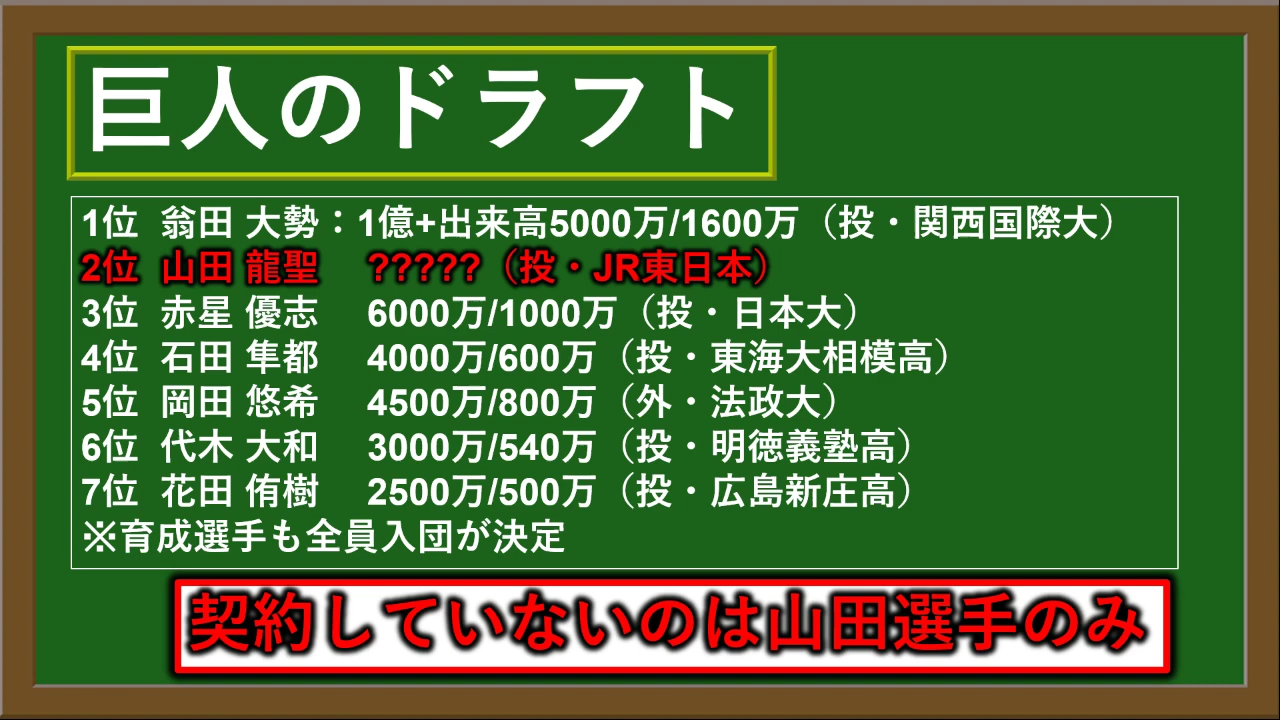 巨人のドラフト
1位 翁田 大勢：1億+出来高5000万/1600万（投・関西国際大）
2位 山田 龍聖 ?????（投・JR東日本）
3位 赤星 優志 6000万/1000万（投・日本大）
4位 石田 隼都 4000万/600万（投・東海大相模高）
5位 岡田 悠希 4500万/800万（外・法政大）
6位 代木 大和 3000万/540万（投・明徳義塾高）
7位 花田 侑樹 2500万/500万（投・広島新庄高）
※育成選手も全員入団が決定
契約していないのは山田選手のみ